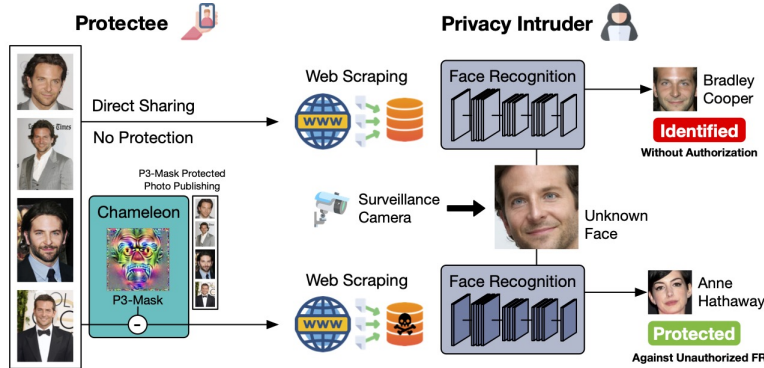 Protectee
Privacy Intruder
Web Scraping
Face Recognition
Bradley
Cooper
Direct Sharing
No Protection
WWW
Identified
Without Authorization
P3-Mask Protected
Photo Publishing
Chameleon
Surveillance
Camera
Unknown
Face
P3-Mask
-
Web Scraping
Face Recognition
Anne
Hathaway
WWW
Protected
Against Unauthorized FR